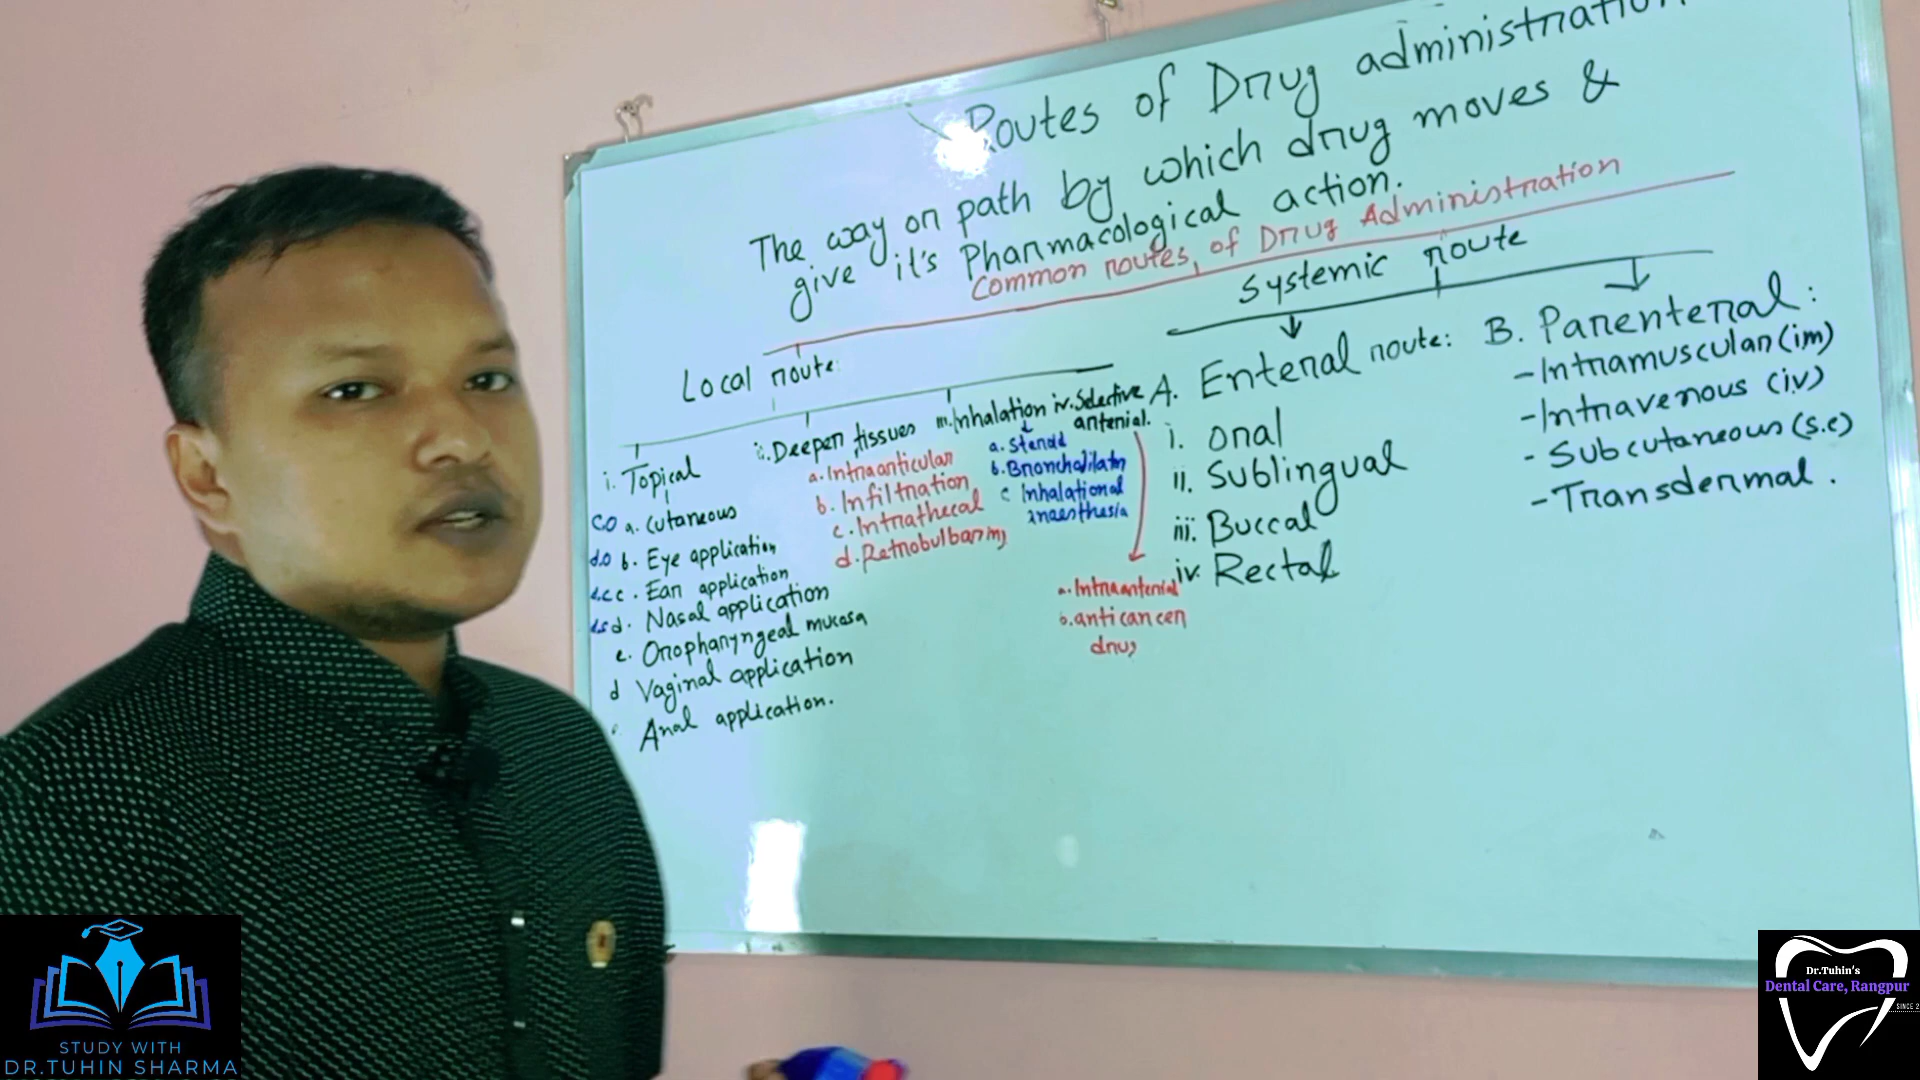 Routes of Drug administration
The way or path by which drug moves &
give it's Pharmacological action.
Common routes, of Drug Administration
Local route:
i. Topical
a. cutaneous
b. Eye application
c. Ear application
d. Nasal application
e. Oropharyngeal mucosa
d Vaginal application
Anal application.
ii. Deeper tissues
a. Intraarticular
b. Infiltration
c. Intrathecal
d. Retrobulbar inj
iii. Inhalation
a. Steroid
b. Bronchodilator
c Inhalational
anaesthesia
iv. Selective
arterial.
a. Intraarterial
b. anticancer
drug
Systemic route
A. Enteral route:
i. oral
ii. Sublingual
iii. Buccal
iv. Rectal
B. Parenteral:
- Intramuscular (im)
- Intravenous (iv)
- Subcutaneous (s.c)
- Transdermal.
STUDY WITH
DR.TUHIN SHARMA
Dr.Tuhin's
Dental Care, Rangpur